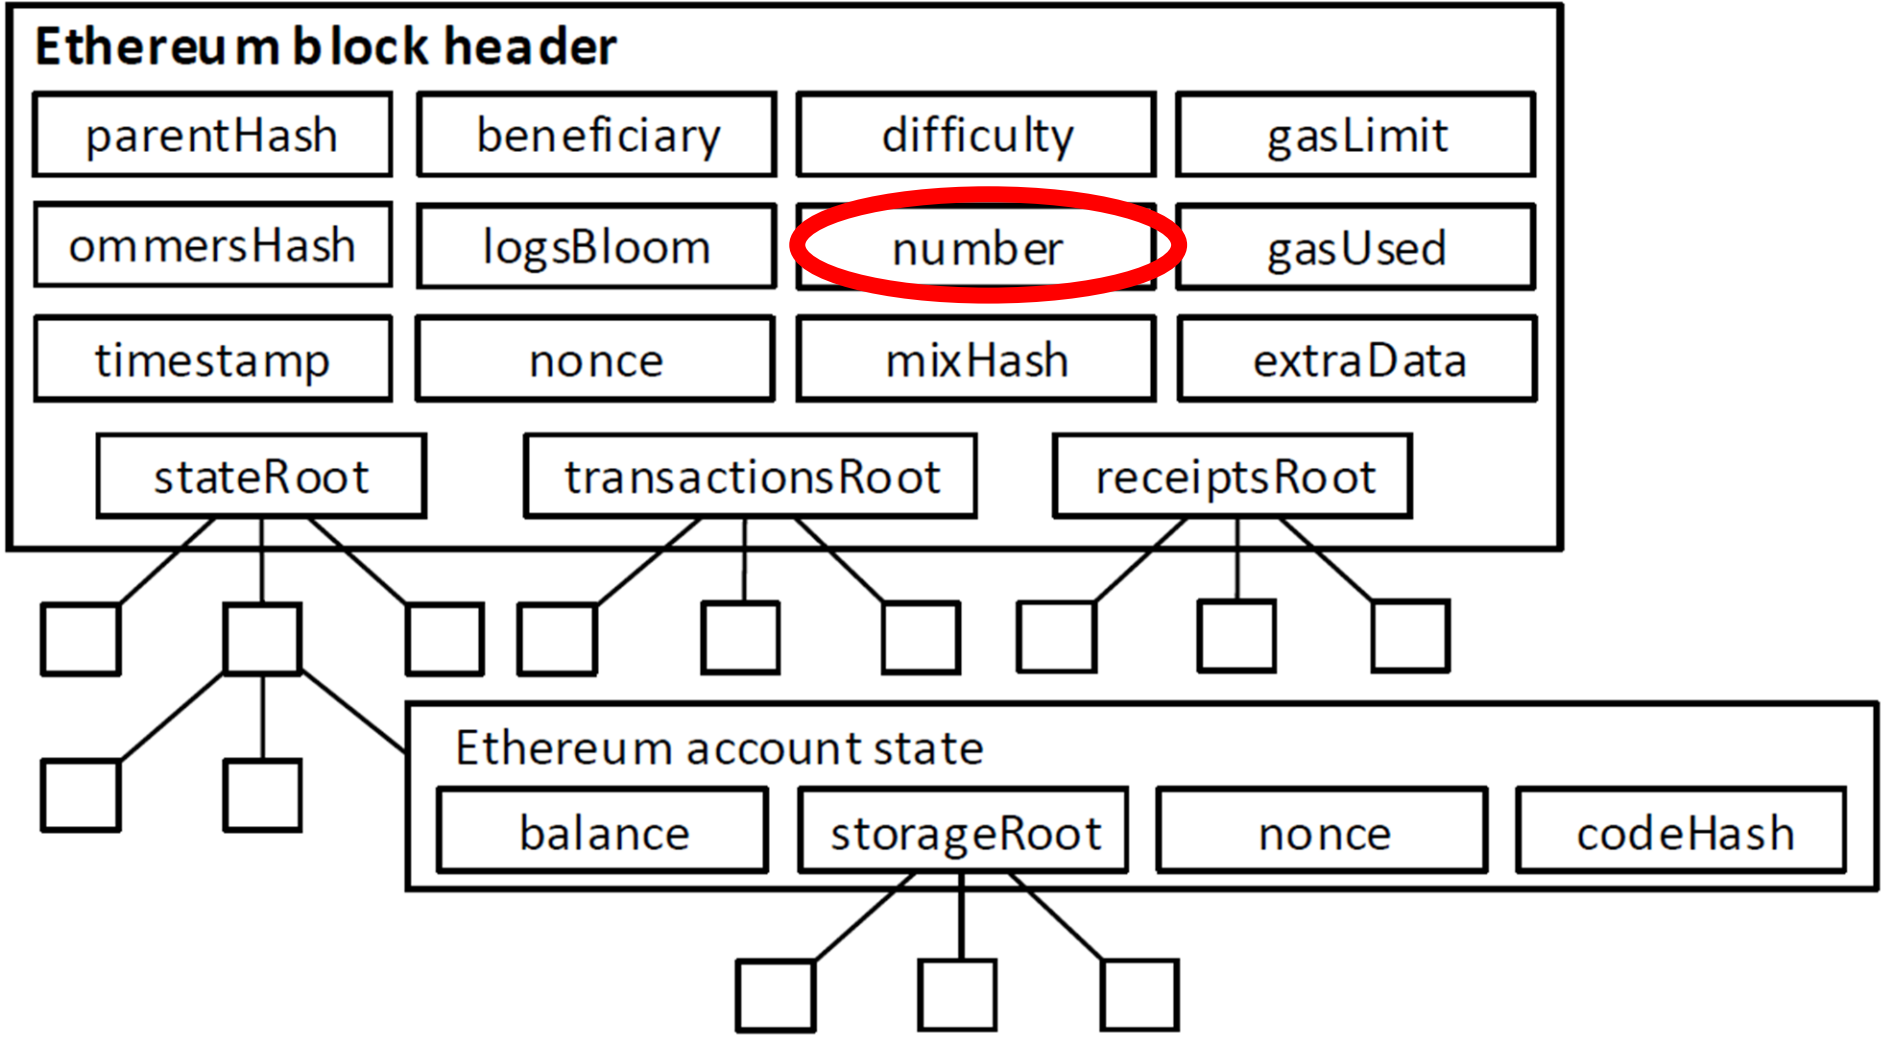 Ethereum block header
parentHash beneficiary difficulty gasLimit
ommersHash logsBloom number gasUsed
timestamp nonce mixHash extraData
stateRoot transactionsRoot receiptsRoot
Ethereum account state
balance storageRoot nonce codeHash